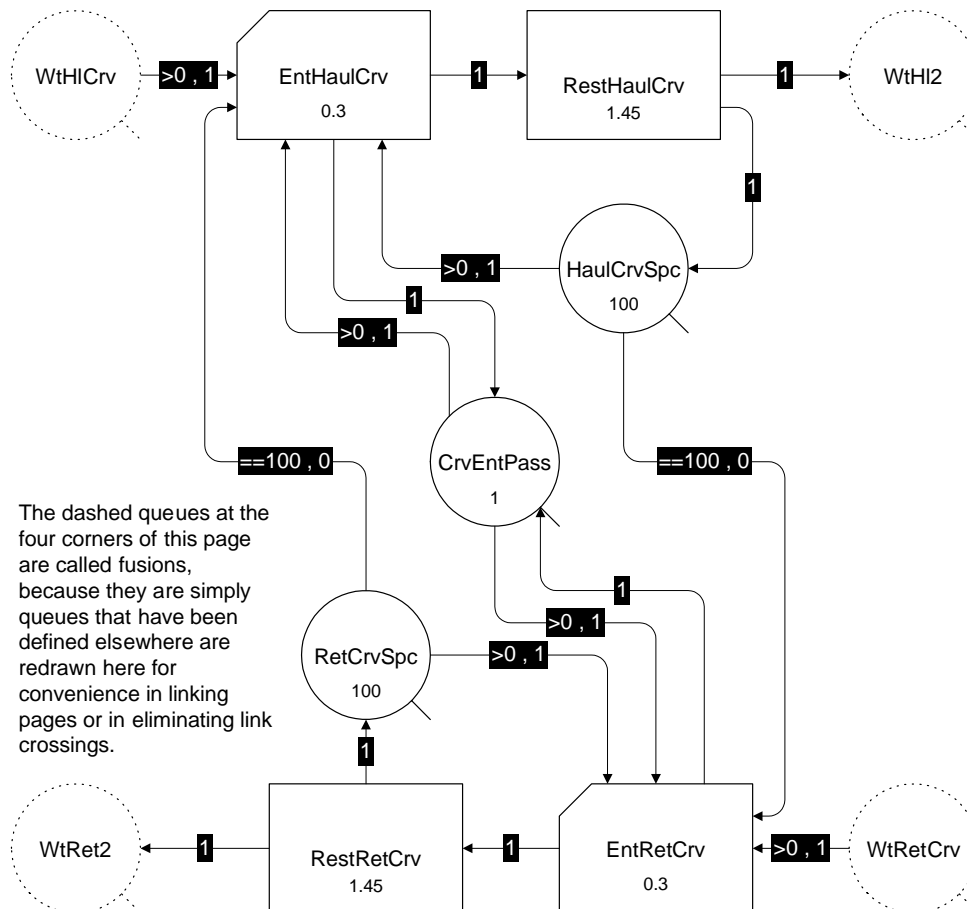 WtHlCrv
>0 , 1
EntHaulCrv
0.3
1
RestHaulCrv
1.45
1
WtHl2
1
>0 , 1
HaulCrvSpc
100
1
>0 , 1
==100 , 0
CrvEntPass
1
==100 , 0
The dashed queues at the
four corners of this page
are called fusions,
because they are simply
queues that have been
defined elsewhere are
redrawn here for
convenience in linking
pages or in eliminating link
crossings.
1
>0 , 1
RetCrvSpc
100
>0 , 1
1
WtRet2
1
RestRetCrv
1.45
1
EntRetCrv
0.3
>0 , 1
WtRetCrv